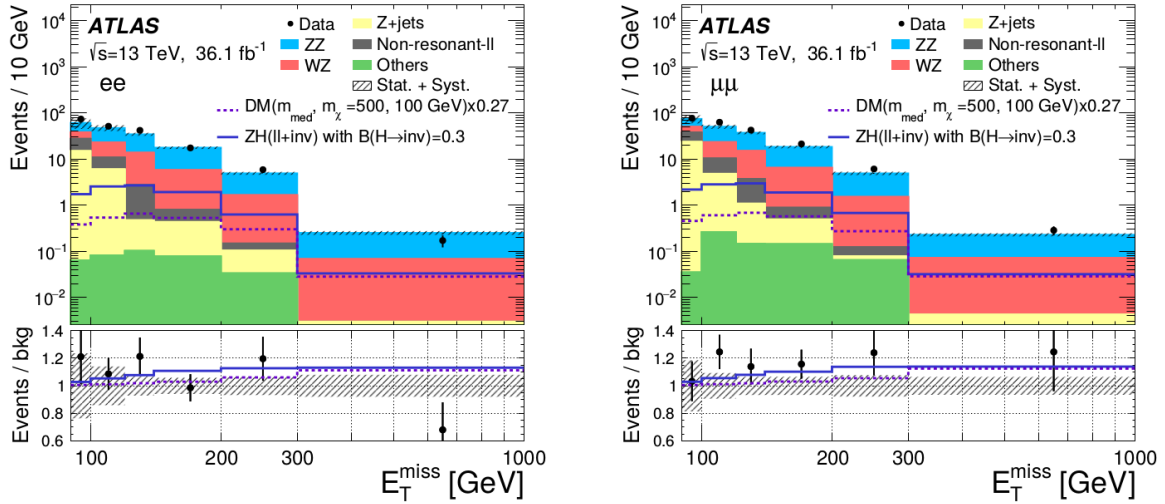 ATLAS
√s=13 TeV, 36.1 fb⁻¹
ee
Data
ZZ
WZ
Z+jets
Non-resonant-ll
Others
Stat. + Syst.
DM(m_med, m_χ =500, 100 GeV)x0.27
ZH(ll+inv) with B(H→inv)=0.3
Events / 10 GeV
10⁴
10³
10²
10
1
10⁻¹
10⁻²
Events / bkg
1.4
1.2
1
0.8
0.6
100 200 300 1000
E_T^miss [GeV]
ATLAS
√s=13 TeV, 36.1 fb⁻¹
μμ
Data
ZZ
WZ
Z+jets
Non-resonant-ll
Others
Stat. + Syst.
DM(m_med, m_χ =500, 100 GeV)x0.27
ZH(ll+inv) with B(H→inv)=0.3
Events / 10 GeV
10⁴
10³
10²
10
1
10⁻¹
10⁻²
Events / bkg
1.4
1.2
1
0.8
0.6
100 200 300 1000
E_T^miss [GeV]